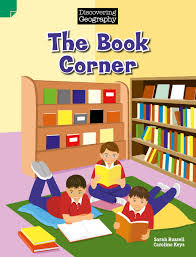 Discovering
Geography
The Book
Corner
Sarah Russell
Caroline Keys